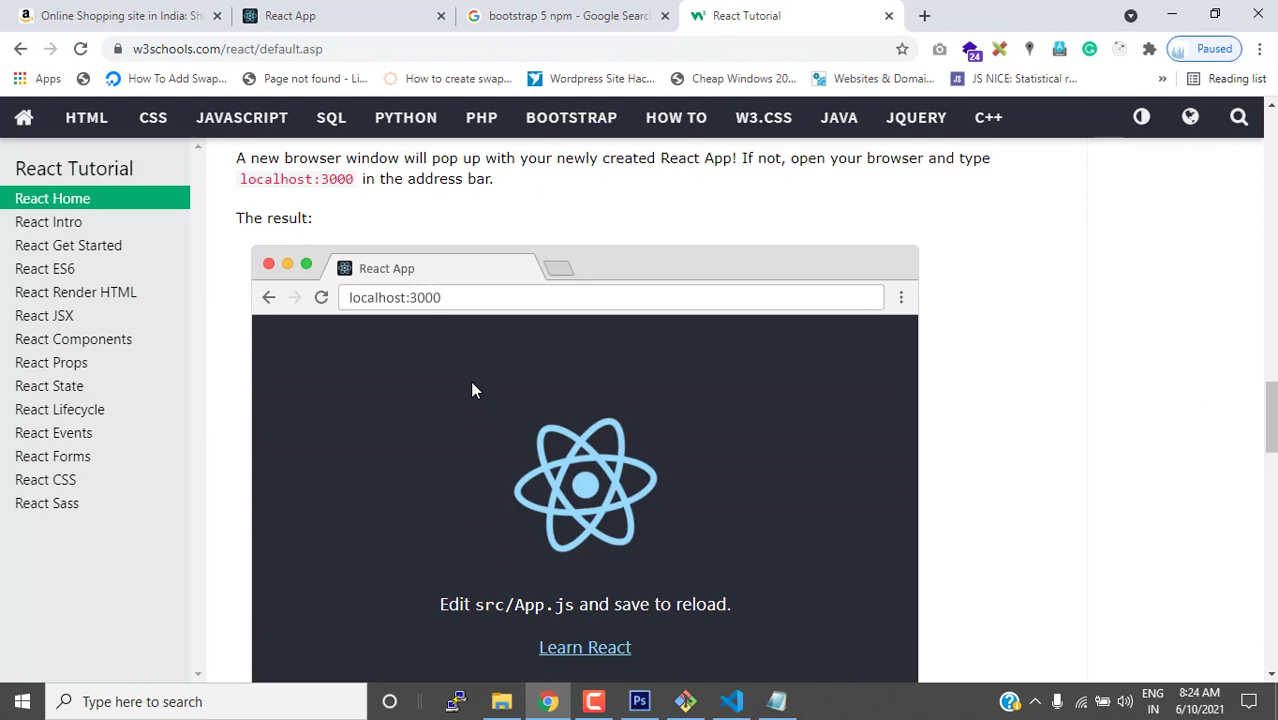 Online Shopping site in India: Sh
React App
bootstrap 5 npm - Google Searc
React Tutorial
w3schools.com/react/default.asp
24
Paused
Apps
How To Add Swap...
Page not found - Li...
How to create swap...
Wordpress Site Hac...
Cheap Windows 20...
Websites & Domai...
JS NICE: Statistical r...
»
Reading list
HTML
CSS
JAVASCRIPT
SQL
PYTHON
PHP
BOOTSTRAP
HOW TO
W3.CSS
JAVA
JQUERY
C++
React Tutorial
React Home
React Intro
React Get Started
React ES6
React Render HTML
React JSX
React Components
React Props
React State
React Lifecycle
React Events
React Forms
React CSS
React Sass
A new browser window will pop up with your newly created React App! If not, open your browser and type
localhost:3000 in the address bar.
The result:
React App
localhost:3000
Edit src/App.js and save to reload.
Learn React
Type here to search
Ps
ENG
IN
8:24 AM
6/10/2021